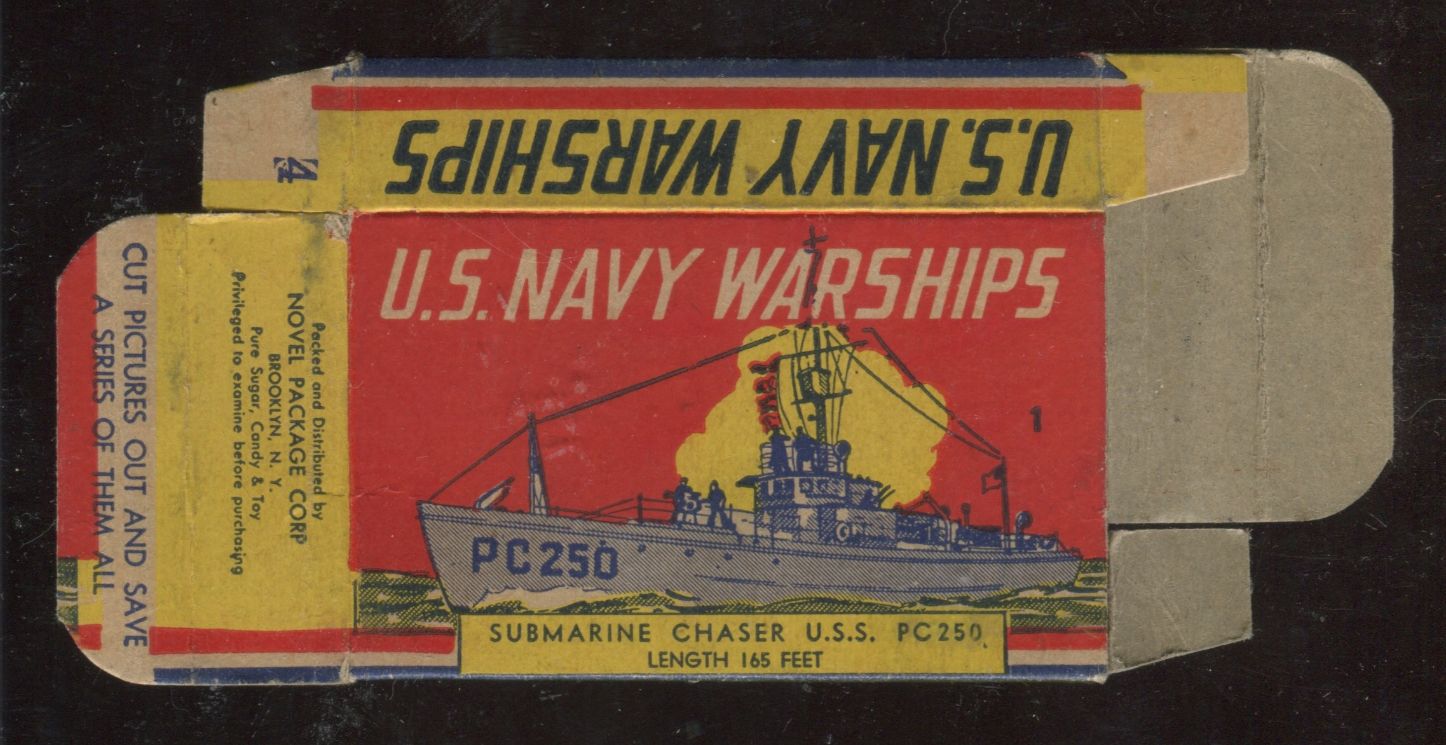 U.S. NAVY WARSHIPS
4
U.S. NAVY WARSHIPS
1
PC250
SUBMARINE CHASER U.S.S. PC250
LENGTH 165 FEET
Packed and Distributed by
NOVEL PACKAGE CORP
BROOKLYN, N. Y.
Pure Sugar, Candy & Toy
Privileged to examine before purchasing
CUT PICTURES OUT AND SAVE
A SERIES OF THEM ALL